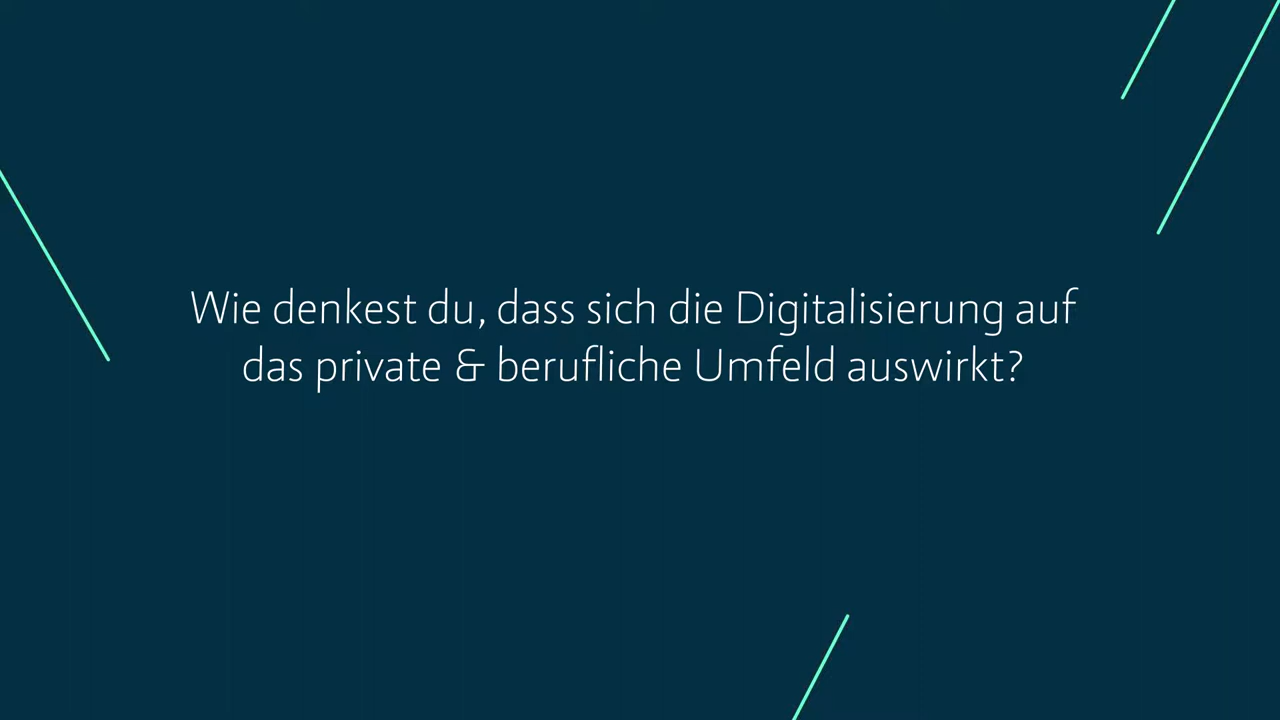 Wie denkest du, dass sich die Digitalisierung auf
das private & berufliche Umfeld auswirkt?